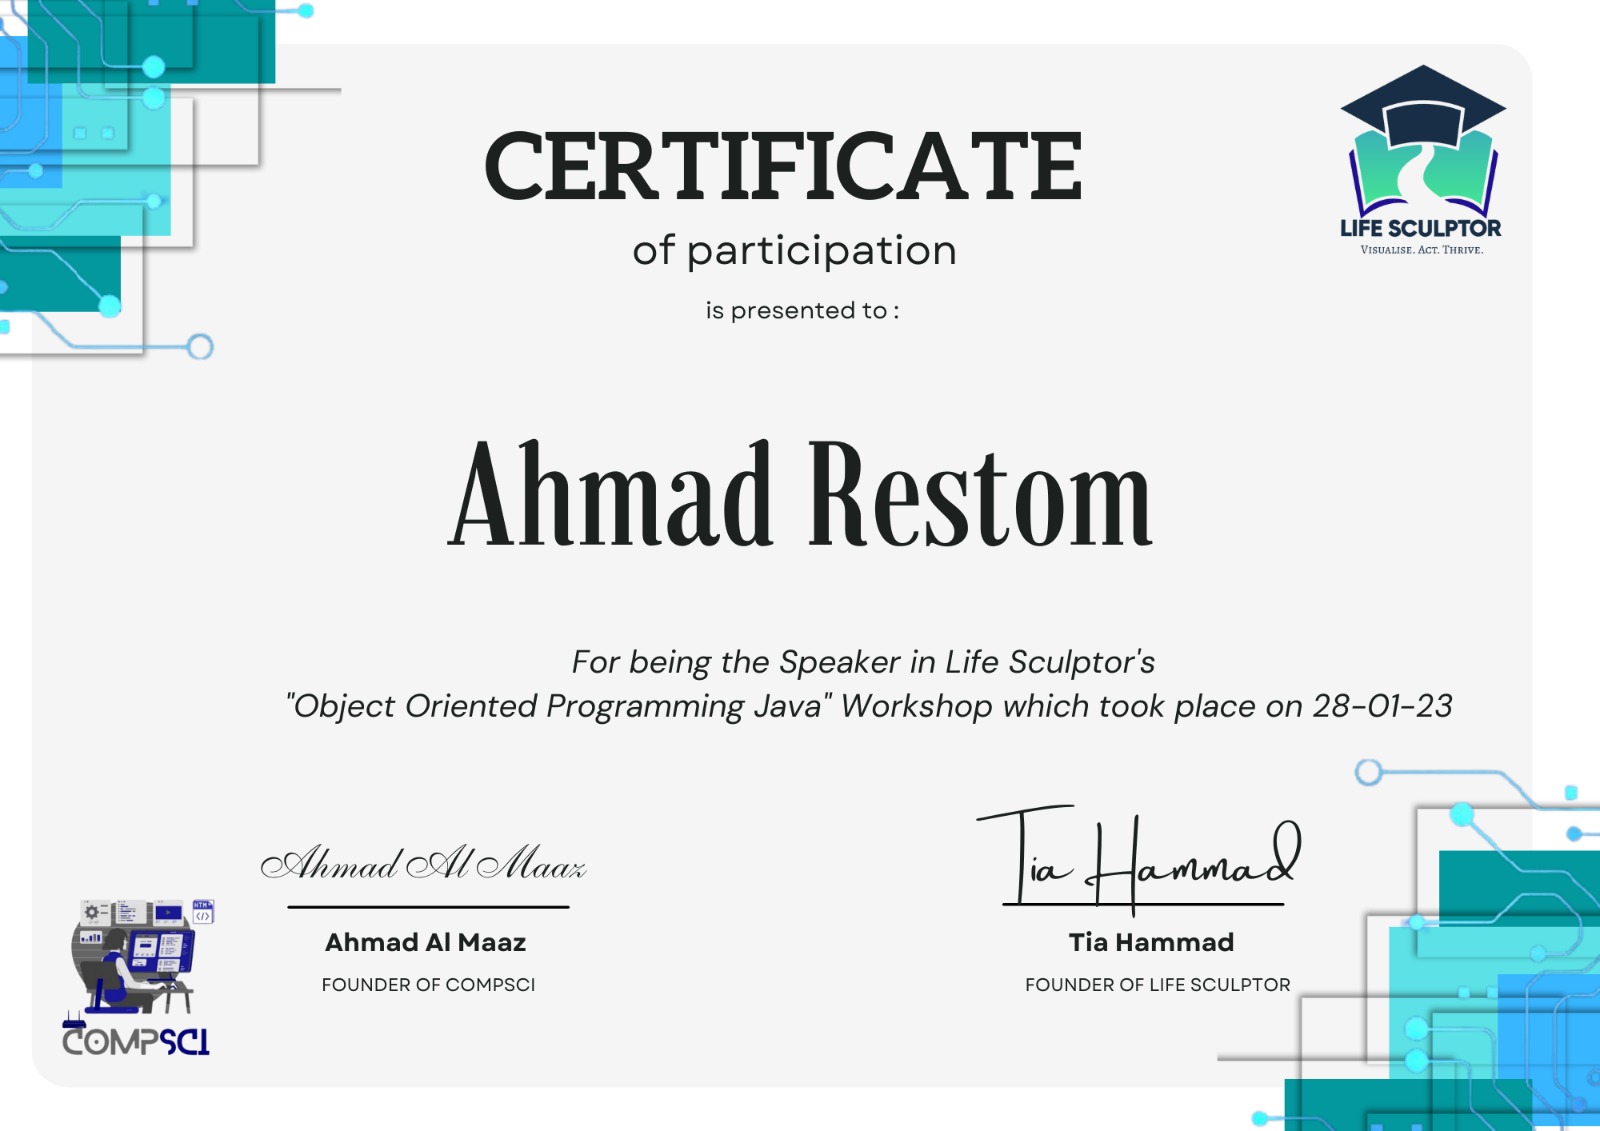 CERTIFICATE
of participation
is presented to :
LIFE SCULPTOR
VISUALISE. ACT. THRIVE.
Ahmad Restom
For being the Speaker in Life Sculptor's
"Object Oriented Programming Java" Workshop which took place on 28-01-23
Ahmad Al Maaz
Ahmad Al Maaz
FOUNDER OF COMPSCI
Tia Hammad
Tia Hammad
FOUNDER OF LIFE SCULPTOR
HTML
</>
COMPSCI